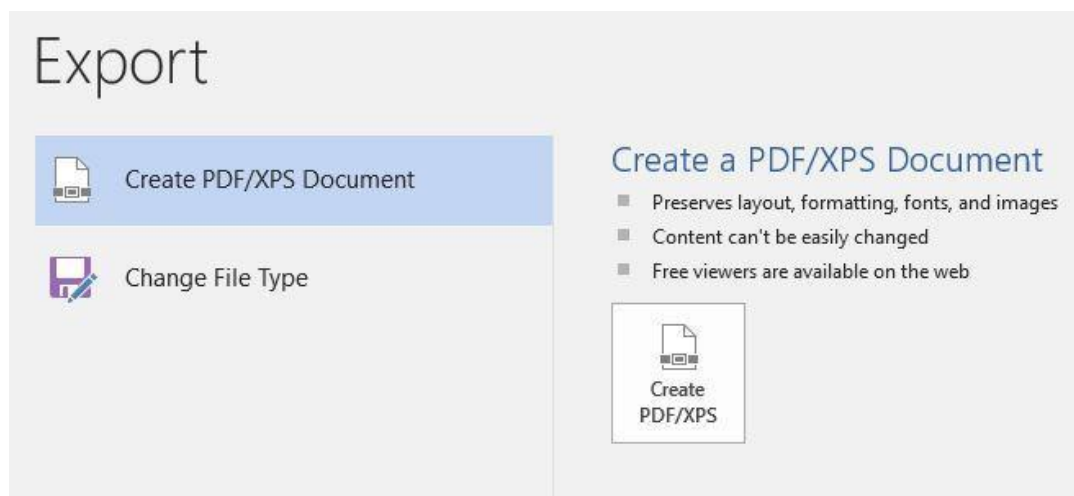 Export
Create PDF/XPS Document
Change File Type
Create a PDF/XPS Document
Preserves layout, formatting, fonts, and images
Content can't be easily changed
Free viewers are available on the web
Create
PDF/XPS